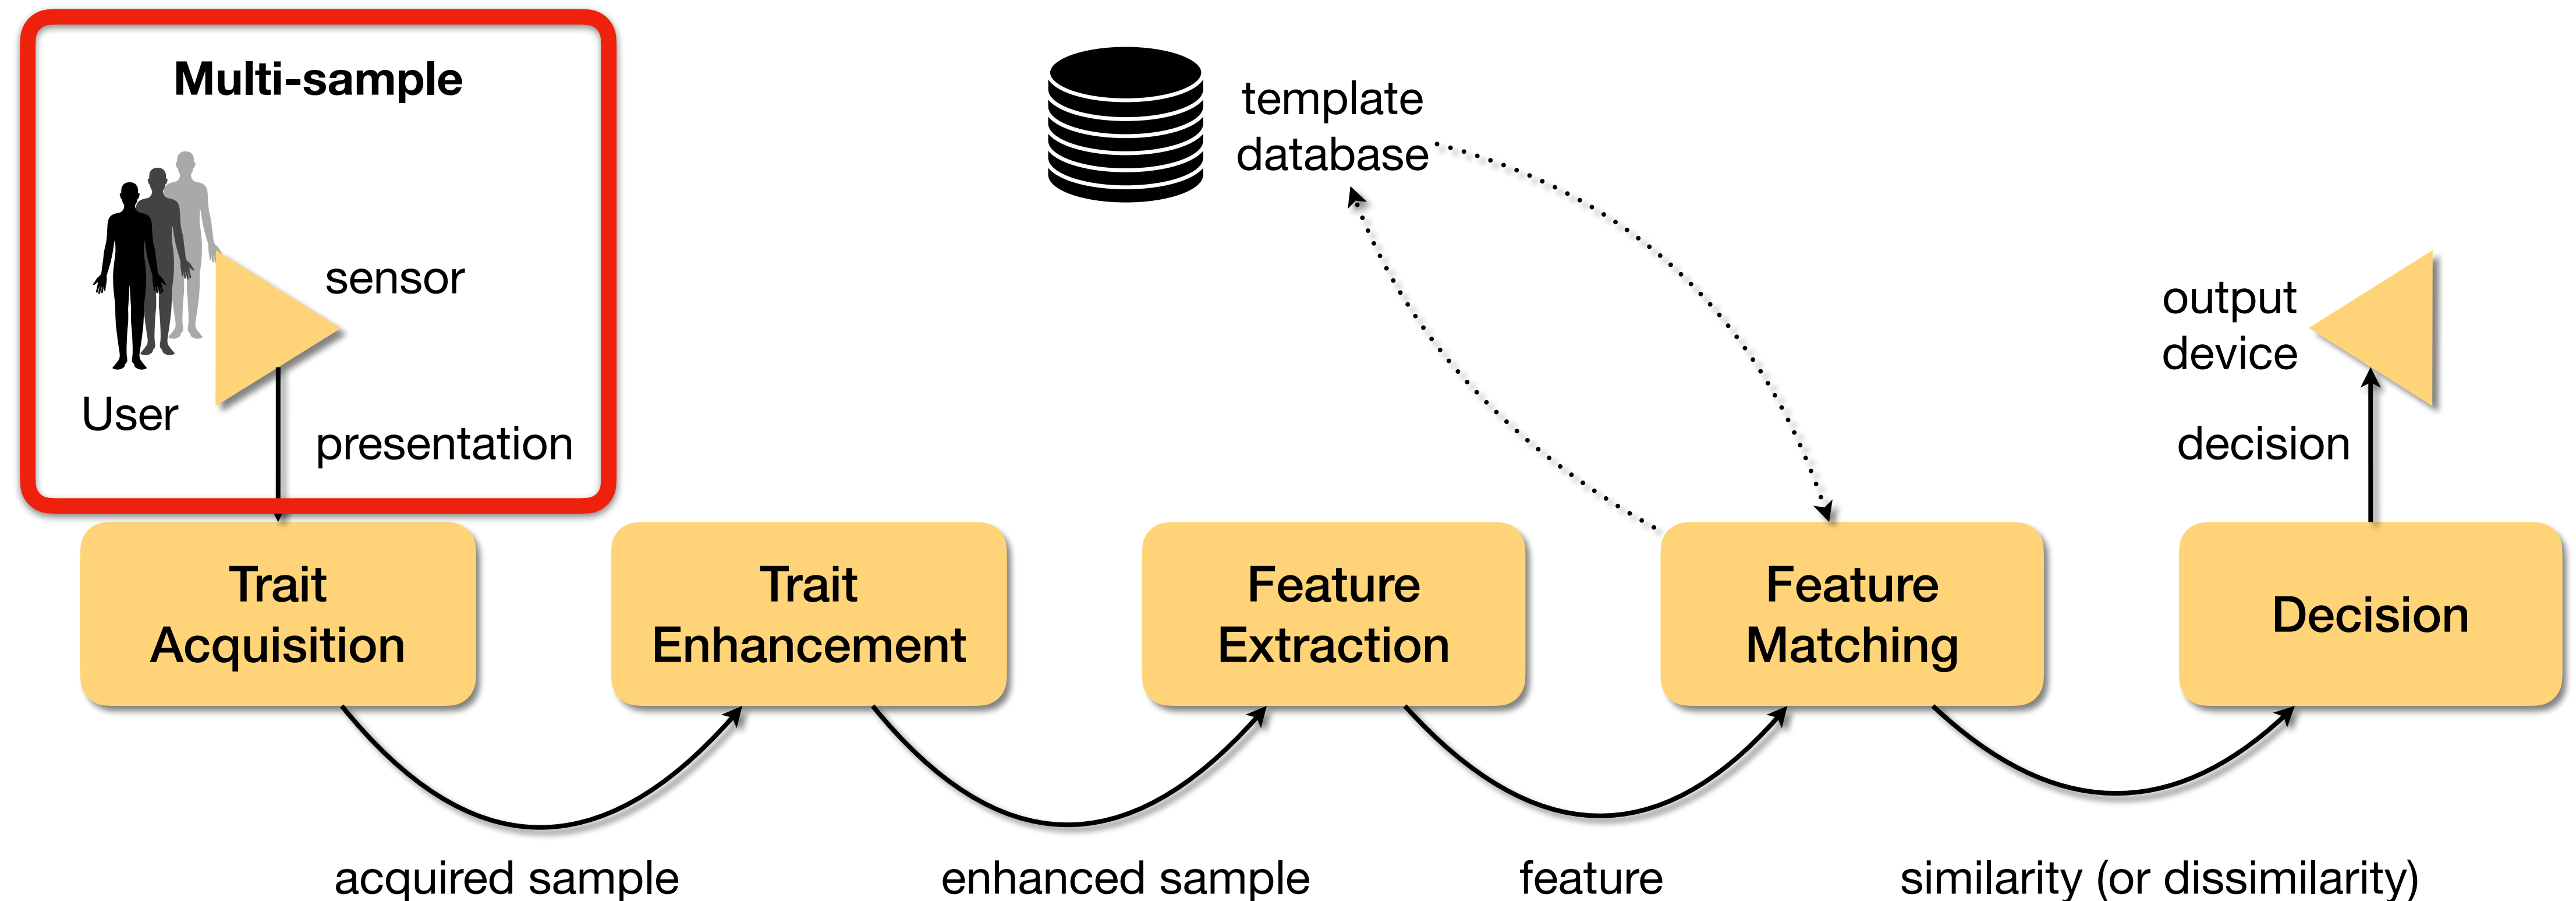 Multi-sample
sensor
User
presentation
template
database
output
device
decision
Trait
Acquisition
Trait
Enhancement
Feature
Extraction
Feature
Matching
Decision
acquired sample
enhanced sample
feature
similarity (or dissimilarity)